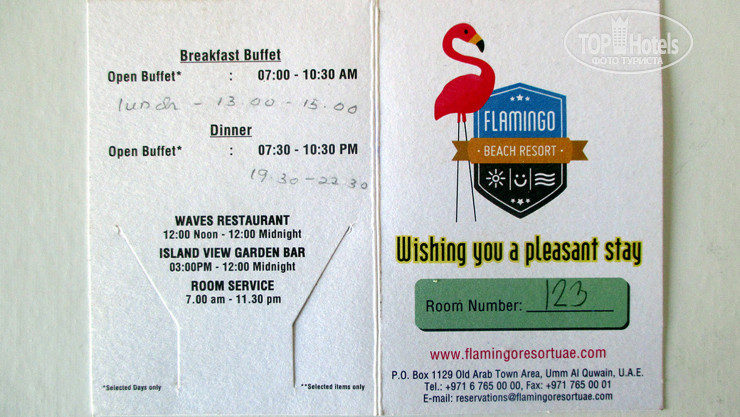 Breakfast Buffet
Open Buffet* : 07:00 - 10:30 AM
lunch - 13.00 - 15.00
Dinner
Open Buffet* : 07:30 - 10:30 PM
19.30 - 22.30
WAVES RESTAURANT
12:00 Noon - 12:00 Midnight
ISLAND VIEW GARDEN BAR
03:00PM - 12:00 Midnight
ROOM SERVICE
7.00 am - 11.30 pm
*Selected Days only
**Selected items only
TOPHotels
ФОТО ТУРИСТА
FLAMINGO
· BEACH RESORT ·
Wishing you a pleasant stay
Room Number: 123
www.flamingoresortuae.com
P.O. Box 1129 Old Arab Town Area, Umm Al Quwain, U.A.E.
Tel.: +971 6 765 00 00, Fax: +971 765 00 01
E-mail: reservations@flamingoresortuae.com